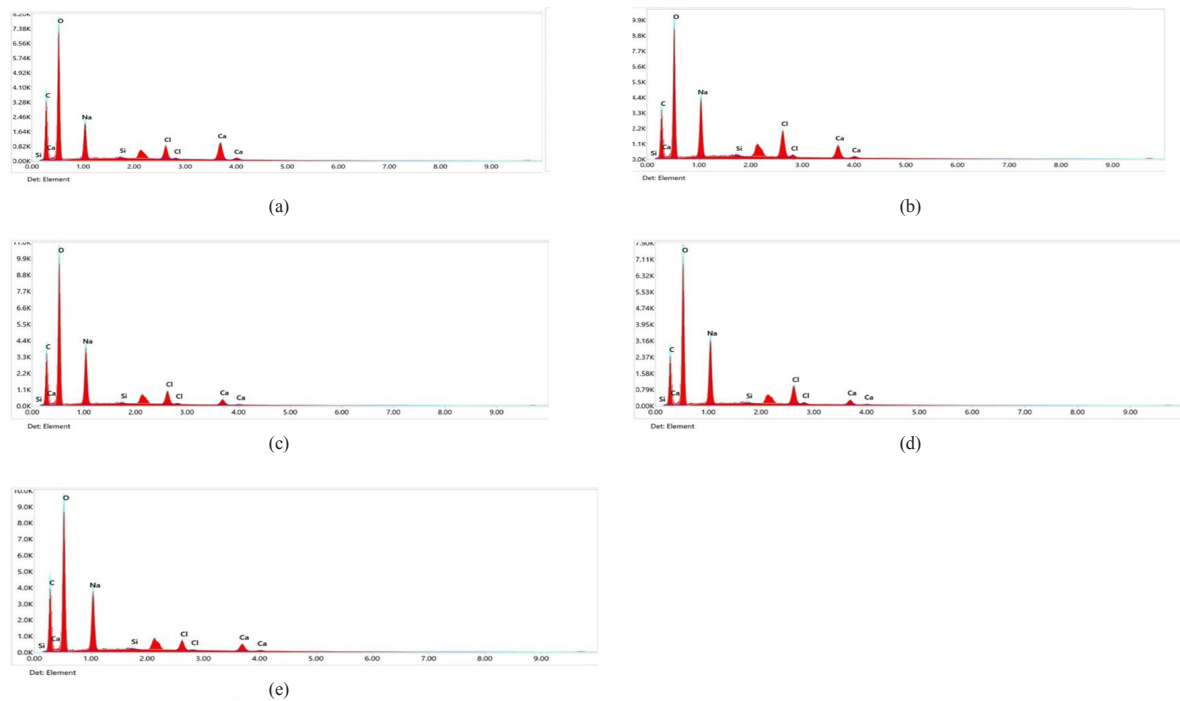 8.20K
O
7.38K
6.56K
5.74K
4.92K
4.10K
C
3.28K
Na
2.46K
1.64K
Cl
Ca
0.82K
Si Ca Si Cl Ca
0.00K
0.00 1.00 2.00 3.00 4.00 5.00 6.00 7.00 8.00 9.00
Det: Element
(a)
O
9.9K
8.8K
7.7K
6.6K
5.5K
Na
4.4K
C
3.3K
Cl
2.2K
Ca
1.1K
Si Ca Si Cl Ca
0.00 1.00 2.00 3.00 4.00 5.00 6.00 7.00 8.00 9.00
Det: Element
(b)
11.0K
O
9.9K
8.8K
7.7K
6.6K
5.5K
4.4K
C Na
3.3K
2.2K
Cl
1.1K
Si Ca Si Cl Ca Ca
0.00 1.00 2.00 3.00 4.00 5.00 6.00 7.00 8.00 9.00
Det: Element
(c)
7.90K
O
7.11K
6.32K
5.53K
4.74K
3.95K
Na
3.16K
C
2.37K
1.58K
Cl
0.79K
Si Ca Si Cl Ca Ca
0.00K
0.00 1.00 2.00 3.00 4.00 5.00 6.00 7.00 8.00 9.00
Det: Element
(d)
10.0K
O
9.0K
8.0K
7.0K
6.0K
5.0K
C Na
4.0K
3.0K
2.0K
1.0K
Si Ca Si Cl Cl Ca Ca
0.0K
0.00 1.00 2.00 3.00 4.00 5.00 6.00 7.00 8.00 9.00
Det: Element
(e)